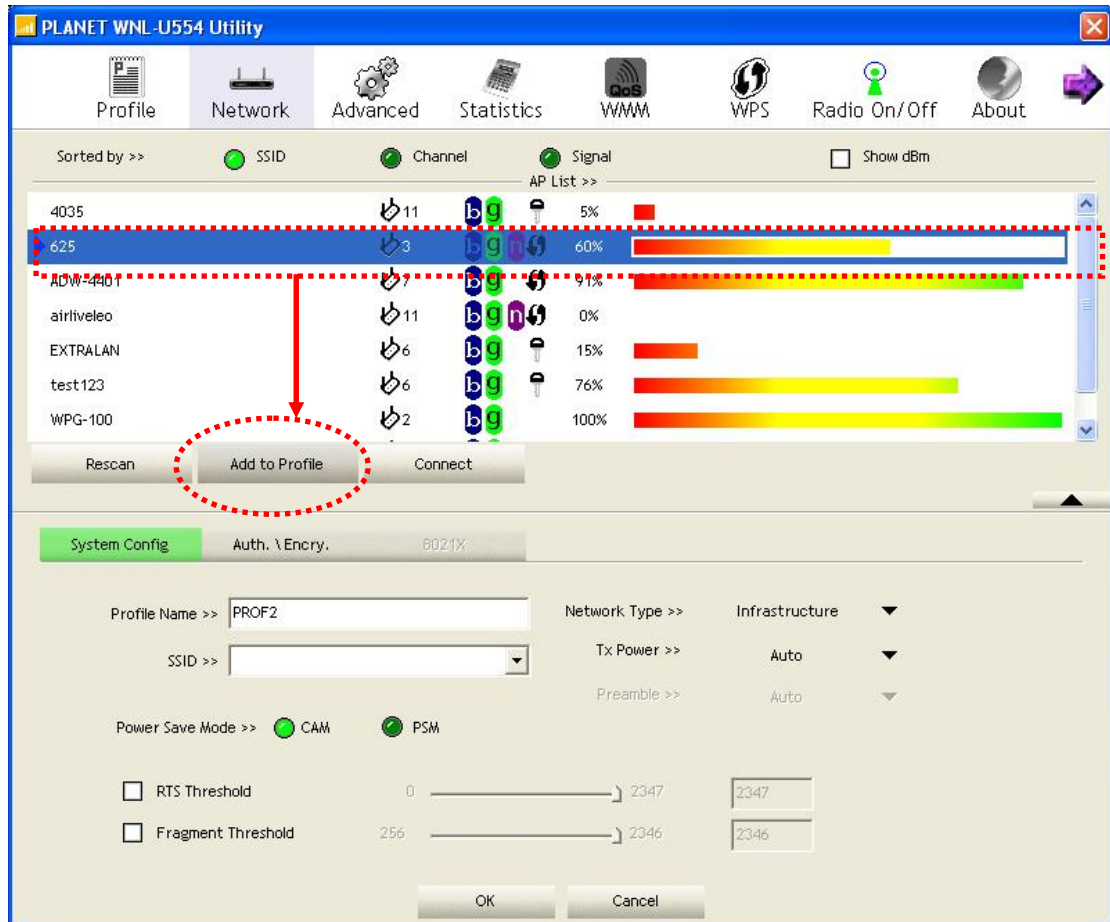 PLANET WNL-U554 Utility
Profile Network Advanced Statistics QoS WMM WPS Radio On/Off About
Sorted by >> SSID Channel Signal Show dBm
AP List >>
4035 11 b g 5%
625 3 b g n 60%
ADW-4401 7 b g 91%
airliveleo 11 b g n 0%
EXTRALAN 6 b g 15%
test123 6 b g 76%
WPG-100 2 b g 100%
Rescan Add to Profile Connect
System Config Auth. \ Encry. 8021X
Profile Name >> PROF2 Network Type >> Infrastructure
SSID >> Tx Power >> Auto
Preamble >> Auto
Power Save Mode >> CAM PSM
RTS Threshold 0 2347 2347
Fragment Threshold 256 2346 2346
OK Cancel